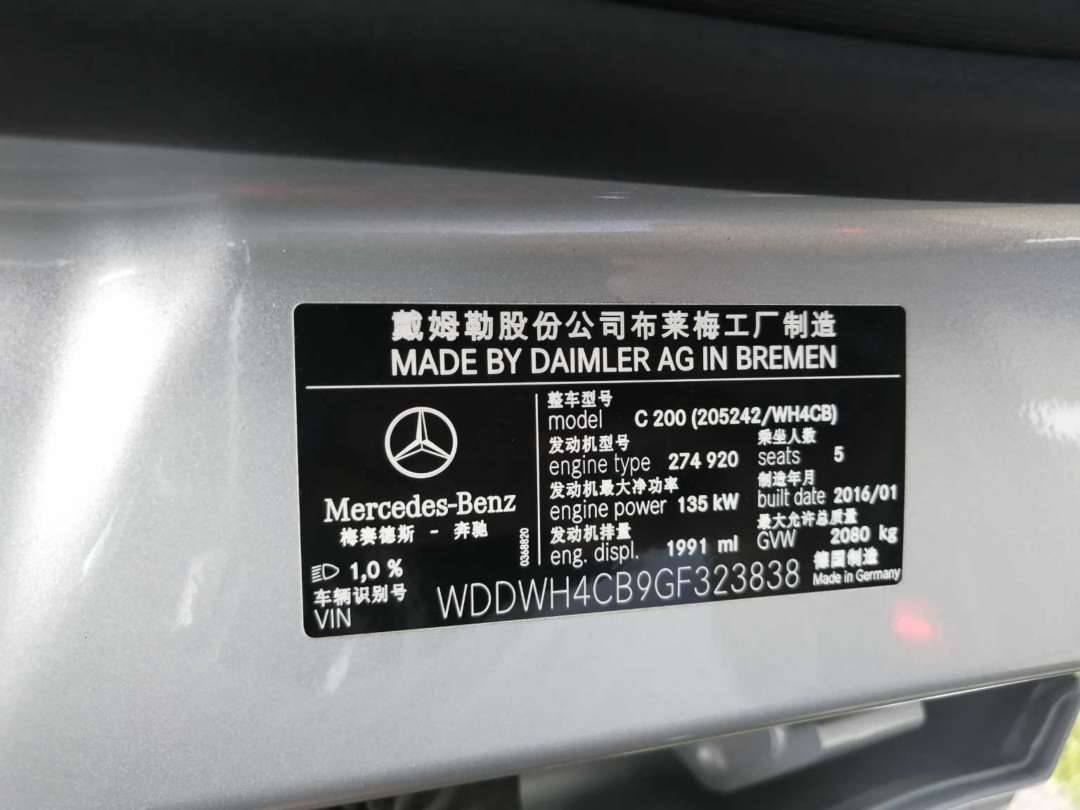 戴姆勒股份公司布莱梅工厂制造
MADE BY DAIMLER AG IN BREMEN
整车型号
model C 200 (205242/WH4CB)
发动机型号 乘坐人数
engine type 274 920 seats 5
发动机最大净功率 制造年月
engine power 135 kW built date 2016/01
发动机排量 最大允许总质量
eng. displ. 1991 ml GVW 2080 kg
Mercedes-Benz
梅赛德斯 - 奔驰
0368820
1,0 %
车辆识别号 德国制造
VIN WDDWH4CB9GF323838 Made in Germany